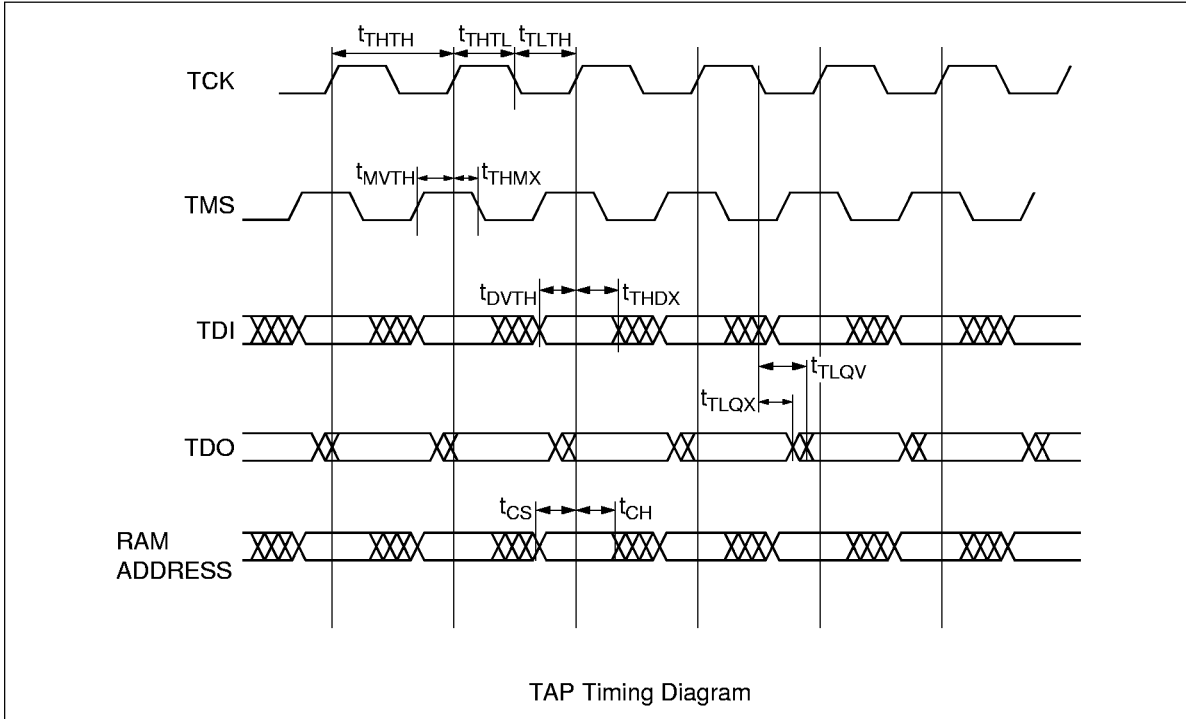 tTHTH tTHTL tTLTH
TCK
tMVTH tTHMX
TMS
tDVTH tTHDX
TDI
tTLQV
tTLQX
TDO
tCS tCH
RAM
ADDRESS
TAP Timing Diagram